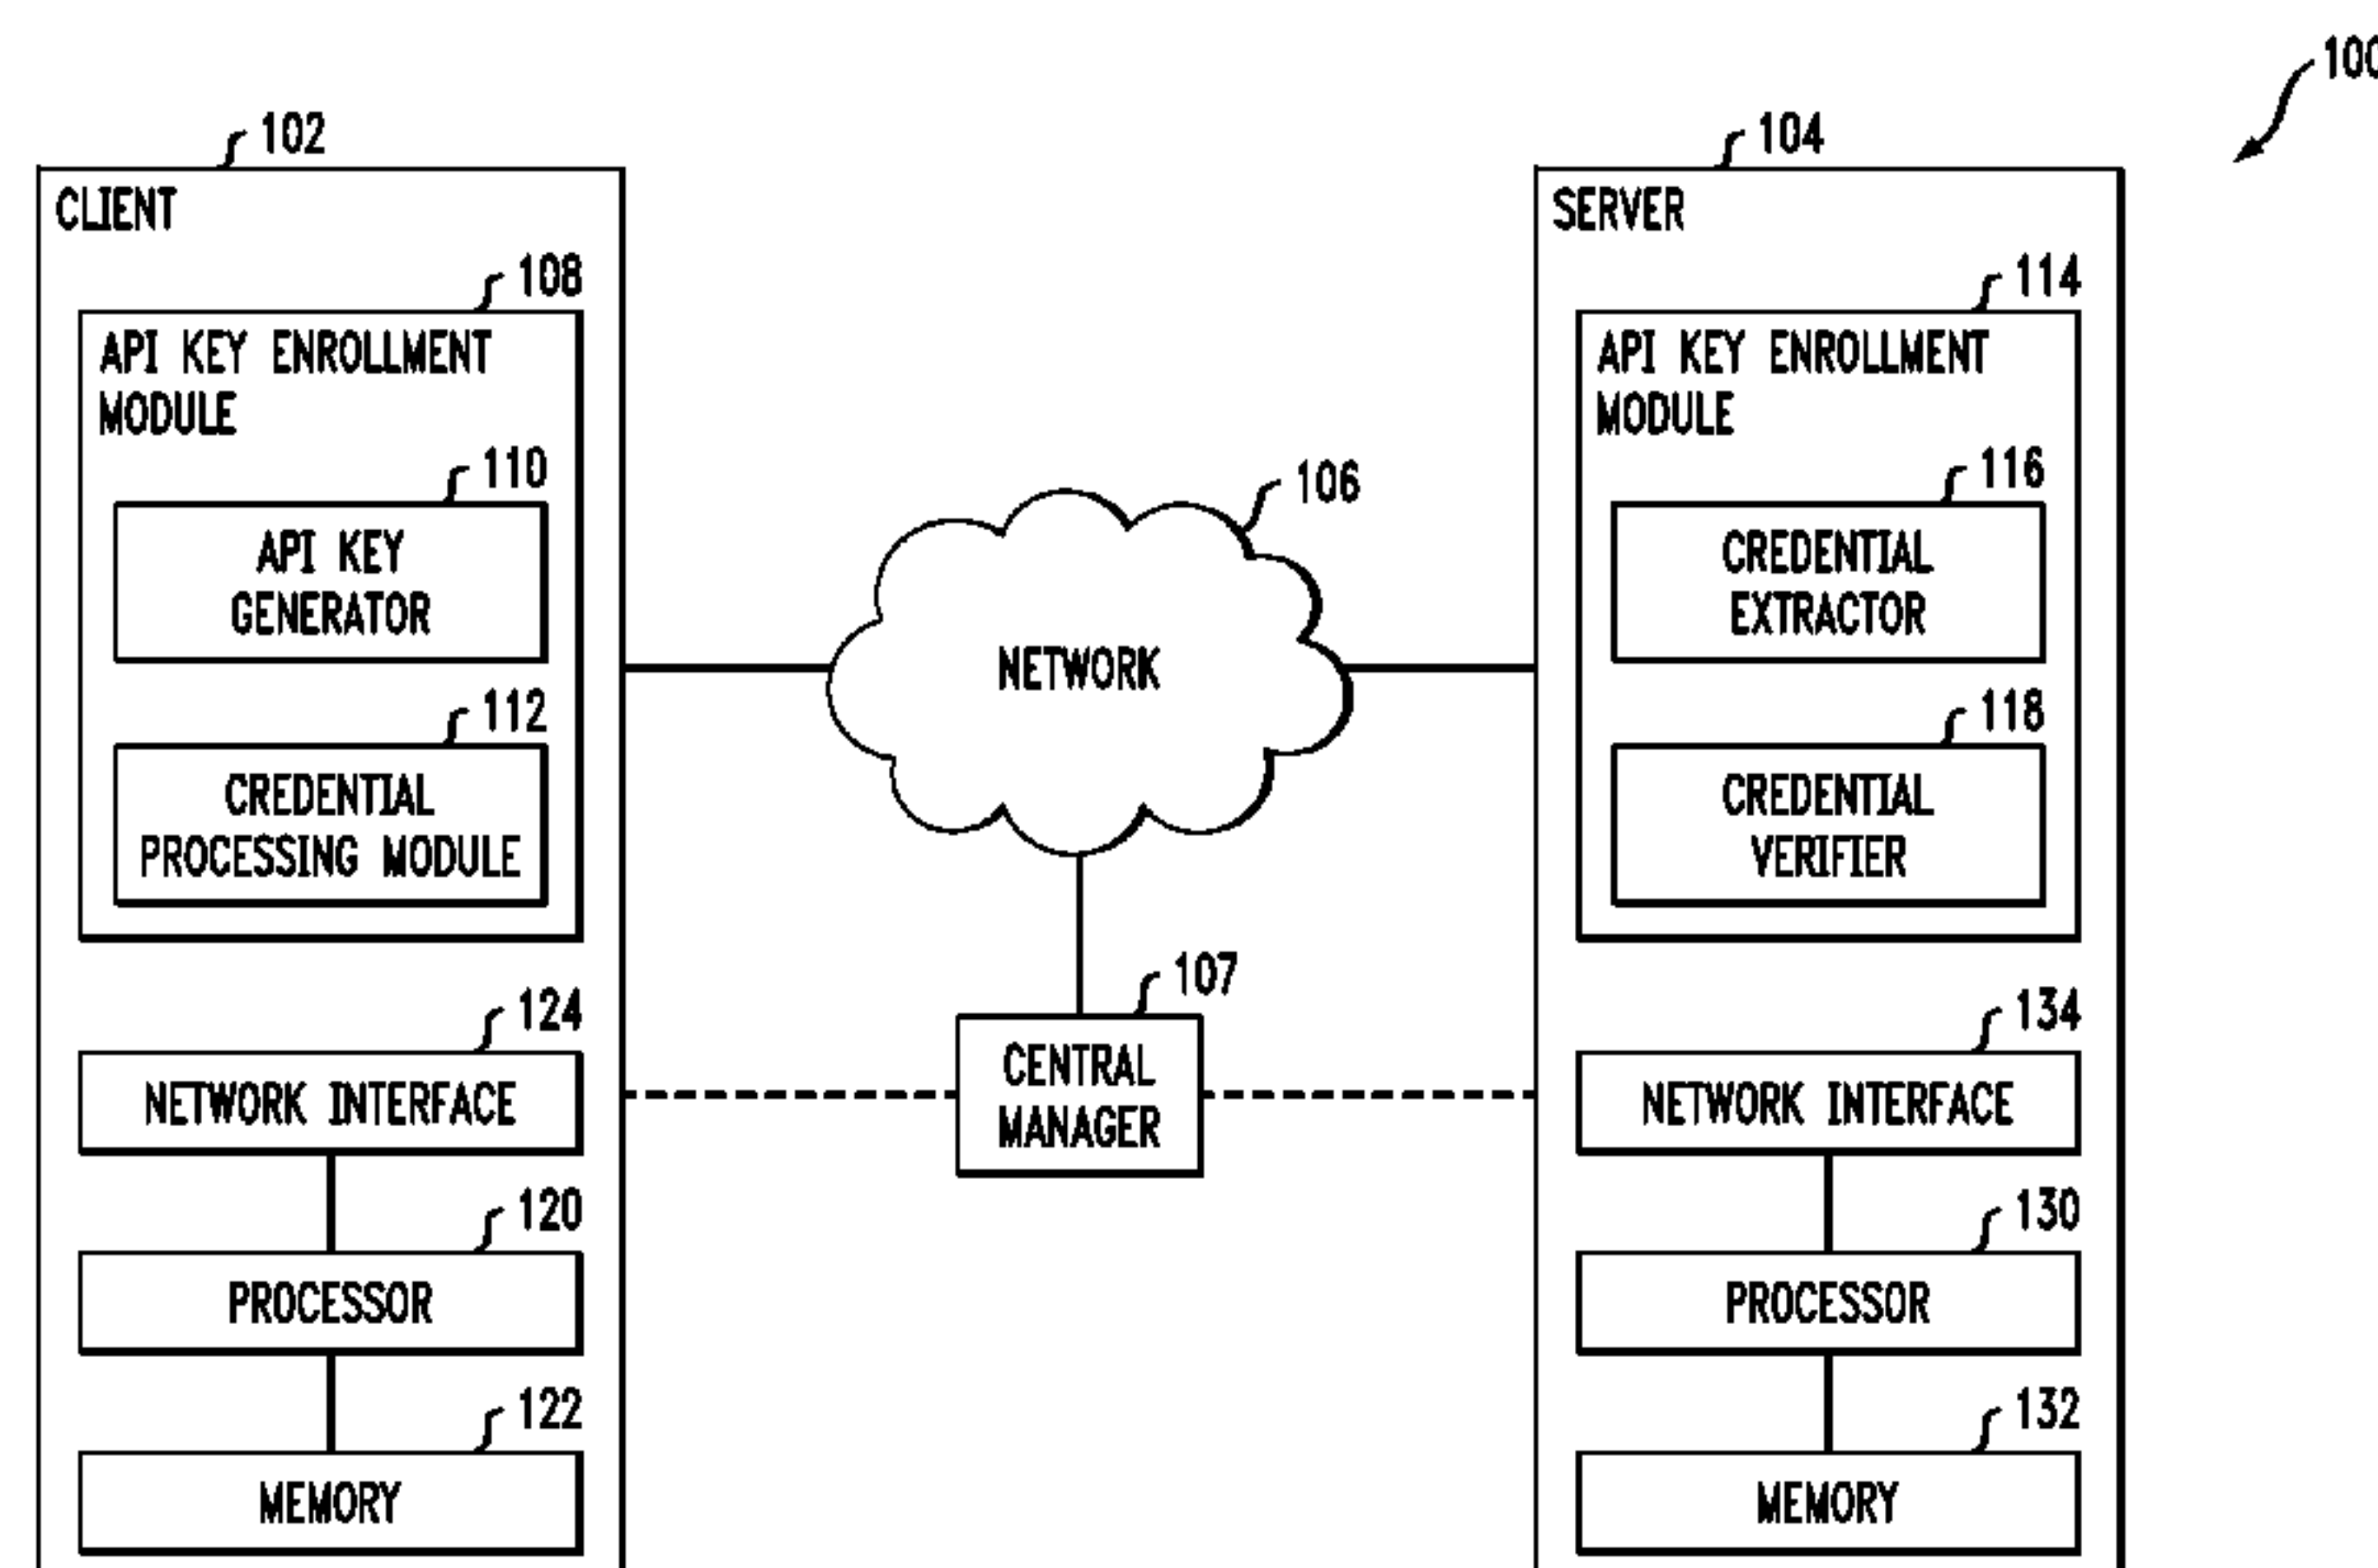 100
102
CLIENT
108
API KEY ENROLLMENT
MODULE
110
API KEY
GENERATOR
112
CREDENTIAL
PROCESSING MODULE
124
NETWORK INTERFACE
120
PROCESSOR
122
MEMORY
106
NETWORK
107
CENTRAL
MANAGER
104
SERVER
114
API KEY ENROLLMENT
MODULE
116
CREDENTIAL
EXTRACTOR
118
CREDENTIAL
VERIFIER
134
NETWORK INTERFACE
130
PROCESSOR
132
MEMORY